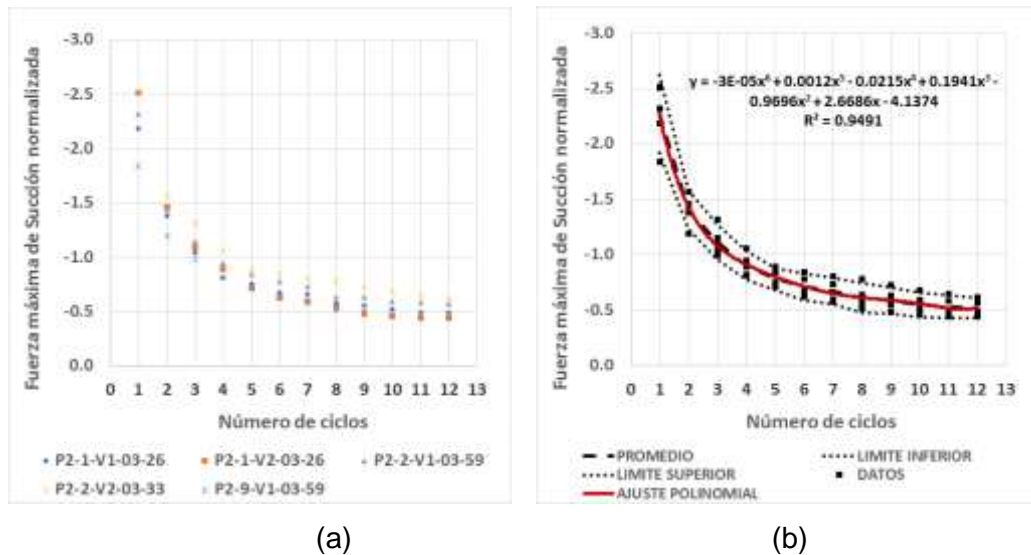 Fuerza máxima de Succión normalizada
-3.0
-2.5
-2.0
-1.5
-1.0
-0.5
0.0
0 1 2 3 4 5 6 7 8 9 10 11 12 13
Número de ciclos
P2-1-V1-03-26 P2-1-V2-03-26 P2-2-V1-03-59
P2-2-V2-03-33 P2-9-V1-03-59
(a)
Fuerza máxima de Succión normalizada
-3.0
-2.5
-2.0
-1.5
-1.0
-0.5
0.0
y = -3E-05x⁶ + 0.0012x⁵ - 0.0215x⁴ + 0.1941x³ -
0.9696x² + 2.6686x - 4.1374
R² = 0.9491
0 1 2 3 4 5 6 7 8 9 10 11 12 13
Número de ciclos
PROMEDIO LIMITE INFERIOR
LIMITE SUPERIOR DATOS
AJUSTE POLINOMIAL
(b)